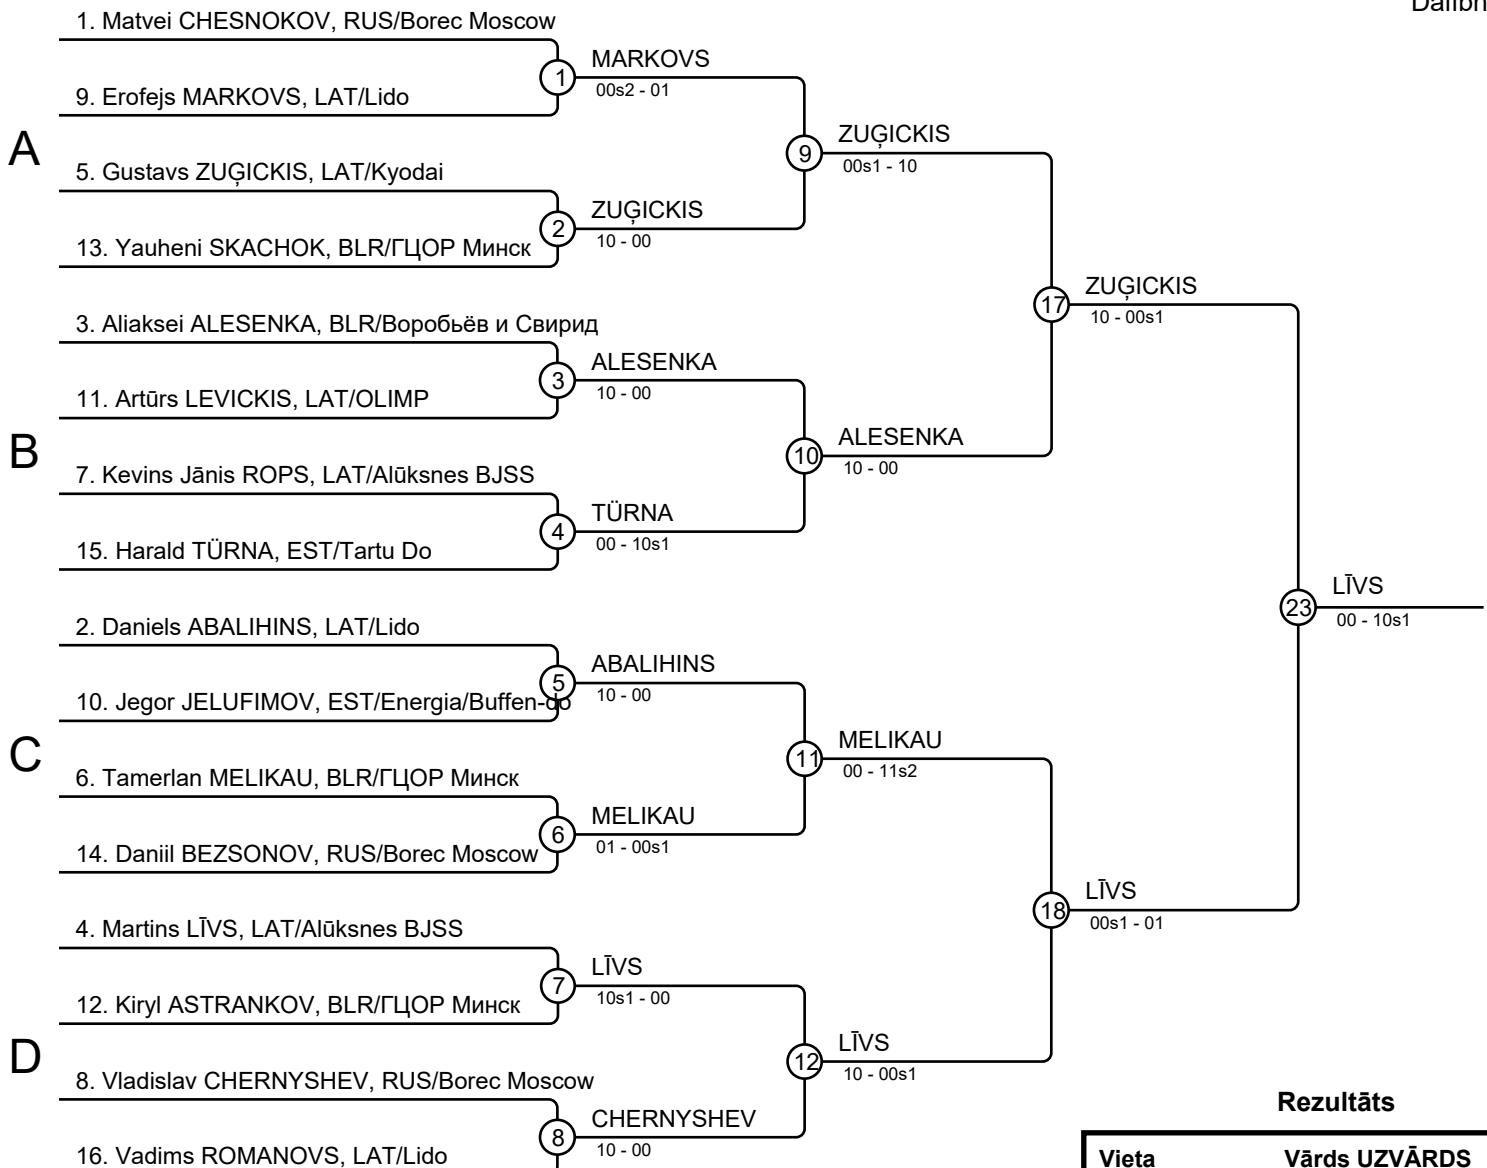 Dalībn
1. Matvei CHESNOKOV, RUS/Borec Moscow
1
MARKOVS
00s2 - 01
9. Erofejs MARKOVS, LAT/Lido
A
9
ZUĢICKIS
00s1 - 10
5. Gustavs ZUĢICKIS, LAT/Kyodai
2
ZUĢICKIS
10 - 00
13. Yauheni SKACHOK, BLR/ГЦОР Минск
17
ZUĢICKIS
10 - 00s1
3. Aliaksei ALESENKA, BLR/Воробьёв и Свирид
3
ALESENKA
10 - 00
11. Artūrs LEVICKIS, LAT/OLIMP
B
10
ALESENKA
10 - 00
7. Kevins Jānis ROPS, LAT/Alūksnes BJSS
4
TÜRNA
00 - 10s1
15. Harald TÜRNA, EST/Tartu Do
23
LĪVS
00 - 10s1
2. Daniels ABALIHINS, LAT/Lido
5
ABALIHINS
10 - 00
10. Jegor JELUFIMOV, EST/Energia/Buffen-do
C
11
MELIKAU
00 - 11s2
6. Tamerlan MELIKAU, BLR/ГЦОР Минск
6
MELIKAU
01 - 00s1
14. Daniil BEZSONOV, RUS/Borec Moscow
18
LĪVS
00s1 - 01
4. Martins LĪVS, LAT/Alūksnes BJSS
7
LĪVS
10s1 - 00
12. Kiryl ASTRANKOV, BLR/ГЦОР Минск
D
12
LĪVS
10 - 00s1
8. Vladislav CHERNYSHEV, RUS/Borec Moscow
8
CHERNYSHEV
10 - 00
16. Vadims ROMANOVS, LAT/Lido
Rezultāts
Vieta Vārds UZVĀRDS